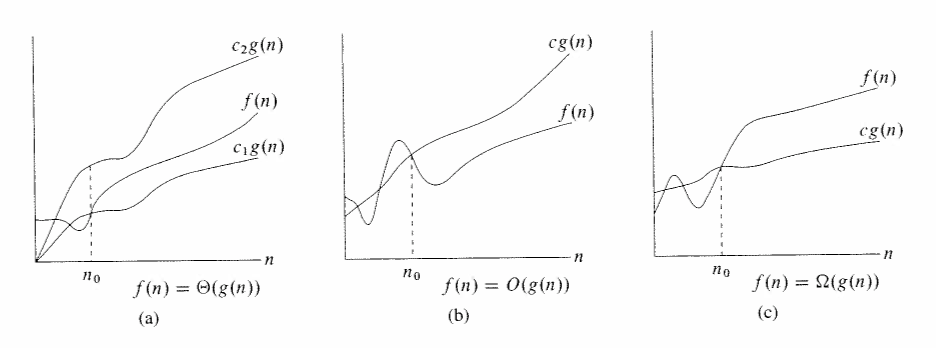 c₂g(n)
f(n)
c₁g(n)
n
n₀
f(n) = Θ(g(n))
(a)
cg(n)
f(n)
n
n₀
f(n) = O(g(n))
(b)
f(n)
cg(n)
n
n₀
f(n) = Ω(g(n))
(c)